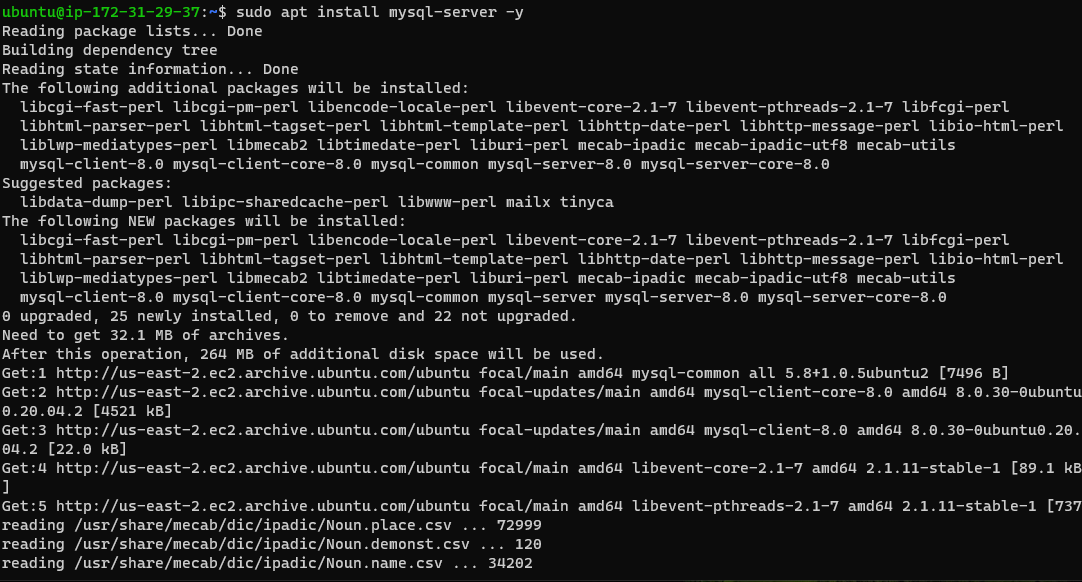 ubuntu@ip-172-31-29-37:~$ sudo apt install mysql-server -y
Reading package lists... Done
Building dependency tree
Reading state information... Done
The following additional packages will be installed:
  libcgi-fast-perl libcgi-pm-perl libencode-locale-perl libevent-core-2.1-7 libevent-pthreads-2.1-7 libfcgi-perl
  libhtml-parser-perl libhtml-tagset-perl libhtml-template-perl libhttp-date-perl libhttp-message-perl libio-html-perl
  liblwp-mediatypes-perl libmecab2 libtimedate-perl liburi-perl mecab-ipadic mecab-ipadic-utf8 mecab-utils
  mysql-client-8.0 mysql-client-core-8.0 mysql-common mysql-server-8.0 mysql-server-core-8.0
Suggested packages:
  libdata-dump-perl libipc-sharedcache-perl libwww-perl mailx tinyca
The following NEW packages will be installed:
  libcgi-fast-perl libcgi-pm-perl libencode-locale-perl libevent-core-2.1-7 libevent-pthreads-2.1-7 libfcgi-perl
  libhtml-parser-perl libhtml-tagset-perl libhtml-template-perl libhttp-date-perl libhttp-message-perl libio-html-perl
  liblwp-mediatypes-perl libmecab2 libtimedate-perl liburi-perl mecab-ipadic mecab-ipadic-utf8 mecab-utils
  mysql-client-8.0 mysql-client-core-8.0 mysql-common mysql-server mysql-server-8.0 mysql-server-core-8.0
0 upgraded, 25 newly installed, 0 to remove and 22 not upgraded.
Need to get 32.1 MB of archives.
After this operation, 264 MB of additional disk space will be used.
Get:1 http://us-east-2.ec2.archive.ubuntu.com/ubuntu focal/main amd64 mysql-common all 5.8+1.0.5ubuntu2 [7496 B]
Get:2 http://us-east-2.ec2.archive.ubuntu.com/ubuntu focal-updates/main amd64 mysql-client-core-8.0 amd64 8.0.30-0ubuntu
0.20.04.2 [4521 kB]
Get:3 http://us-east-2.ec2.archive.ubuntu.com/ubuntu focal-updates/main amd64 mysql-client-8.0 amd64 8.0.30-0ubuntu0.20.
04.2 [22.0 kB]
Get:4 http://us-east-2.ec2.archive.ubuntu.com/ubuntu focal/main amd64 libevent-core-2.1-7 amd64 2.1.11-stable-1 [89.1 kB
]
Get:5 http://us-east-2.ec2.archive.ubuntu.com/ubuntu focal/main amd64 libevent-pthreads-2.1-7 amd64 2.1.11-stable-1 [737
reading /usr/share/mecab/dic/ipadic/Noun.place.csv ... 72999
reading /usr/share/mecab/dic/ipadic/Noun.demonst.csv ... 120
reading /usr/share/mecab/dic/ipadic/Noun.name.csv ... 34202